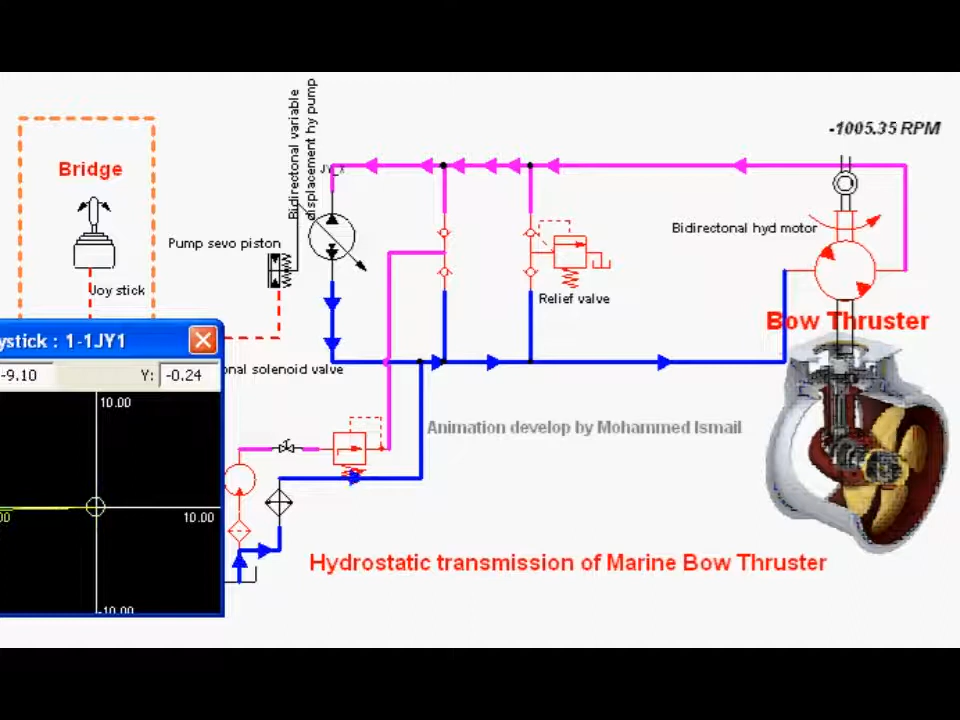 -1005.35 RPM
Bidirectonal variable
displacement hy pump
Bridge
Bidirectonal hyd motor
Pump sevo piston
Joy stick
Relief valve
Bow Thruster
ystick : 1-1JY1
-9.10
Y: -0.24
onal solenoid valve
10.00
Animation develop by Mohammed Ismail
00
10.00
Hydrostatic transmission of Marine Bow Thruster
-10.00